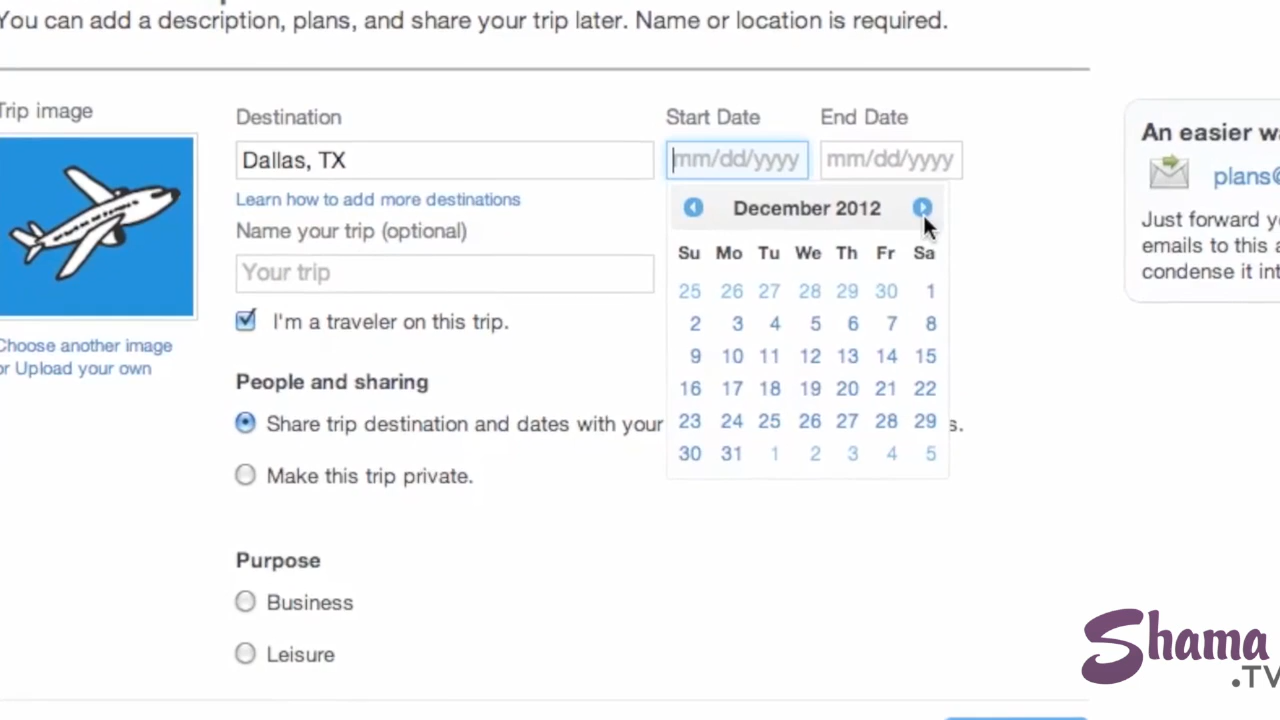 You can add a description, plans, and share your trip later. Name or location is required.
Trip image
Destination
Start Date
End Date
Dallas, TX
mm/dd/yyyy
mm/dd/yyyy
Learn how to add more destinations
Name your trip (optional)
Your trip
I'm a traveler on this trip.
Choose another image
or Upload your own
People and sharing
Share trip destination and dates with your
s.
Make this trip private.
Purpose
Business
Leisure
December 2012
Su Mo Tu We Th Fr Sa
25 26 27 28 29 30 1
2 3 4 5 6 7 8
9 10 11 12 13 14 15
16 17 18 19 20 21 22
23 24 25 26 27 28 29
30 31 1 2 3 4 5
An easier wa
plans@
Just forward yo
emails to this a
condense it int
Shama
.TV